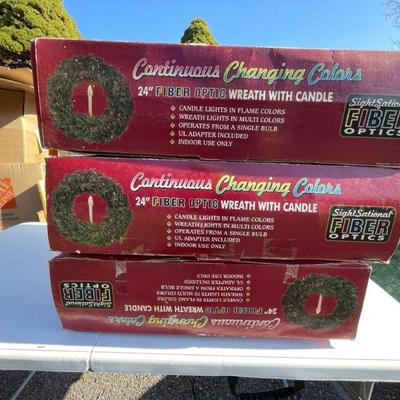 Continuous Changing Colors
24" FIBER OPTIC WREATH WITH CANDLE
CANDLE LIGHTS IN FLAME COLORS
WREATH LIGHTS IN MULTI COLORS
OPERATES FROM A SINGLE BULB
UL ADAPTER INCLUDED
INDOOR USE ONLY
SightSational
FIBER
OPTICS
Continuous Changing Colors
24" FIBER OPTIC WREATH WITH CANDLE
CANDLE LIGHTS IN FLAME COLORS
WREATH LIGHTS IN MULTI COLORS
OPERATES FROM A SINGLE BULB
UL ADAPTER INCLUDED
INDOOR USE ONLY
SightSational
FIBER
OPTICS
Continuous Changing Colors
24" FIBER OPTIC WREATH WITH CANDLE
CANDLE LIGHTS IN FLAME COLORS
WREATH LIGHTS IN MULTI COLORS
OPERATES FROM A SINGLE BULB
UL ADAPTER INCLUDED
INDOOR USE ONLY
SightSational
FIBER
OPTICS